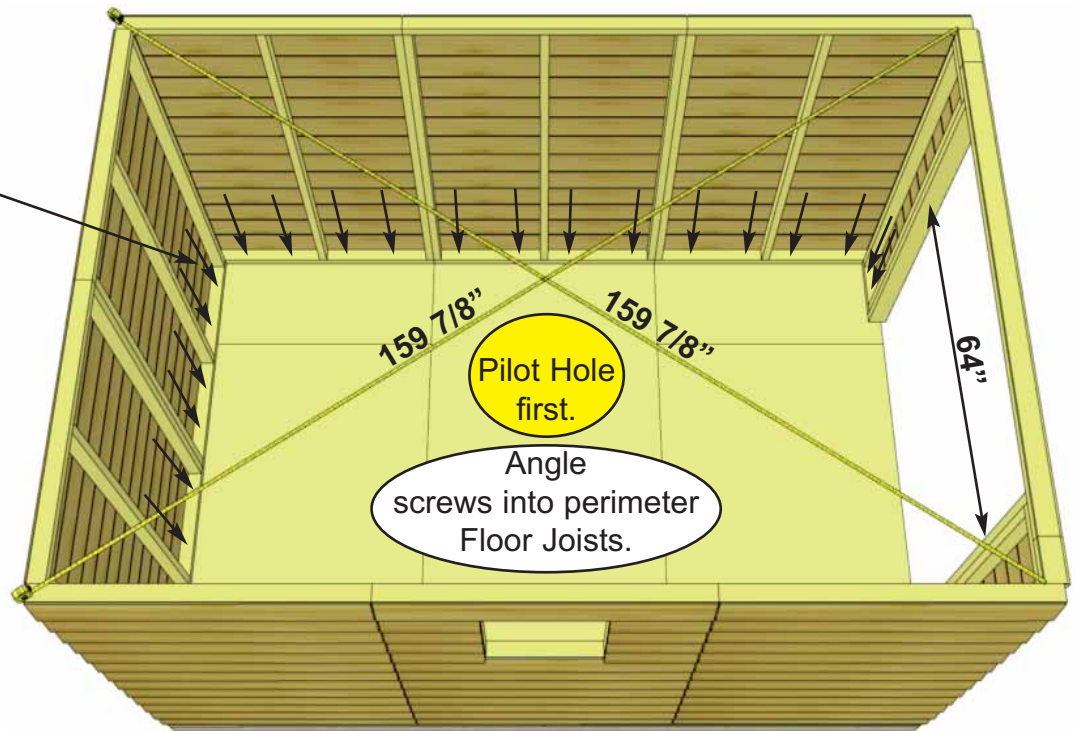 159 7/8”
159 7/8”
64”
Pilot Hole
first.
Angle
screws into perimeter
Floor Joists.